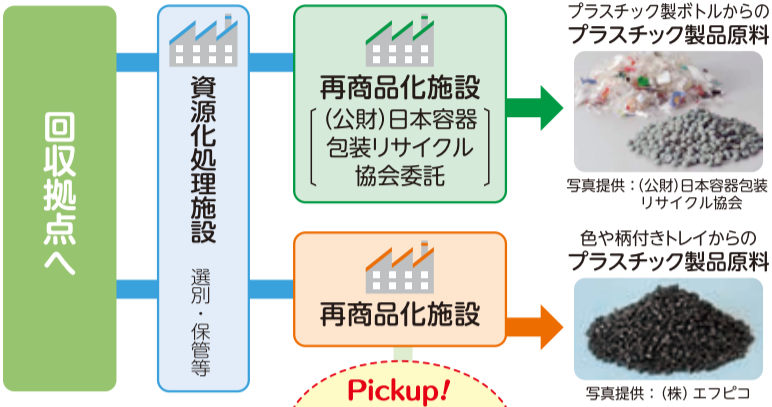 回収拠点へ
資源化処理施設
選別・保管等
再商品化施設
(公財)日本容器
包装リサイクル
協会委託
プラスチック製ボトルからの
プラスチック製品原料
写真提供：(公財)日本容器包装
リサイクル協会
再商品化施設
色や柄付きトレイからの
プラスチック製品原料
写真提供：(株)エフピコ
Pickup!